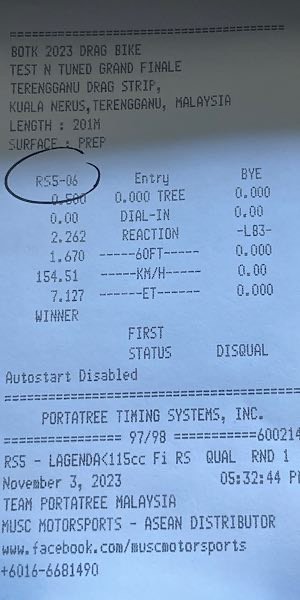 BOTK 2023 DRAG BIKE
TEST N TUNED GRAND FINALE
TERENGGANU DRAG STRIP,
KUALA NERUS,TERENGGANU, MALAYSIA
LENGTH : 201M
SURFACE : PREP
RS5-06 Entry BYE
0.500 0.000 TREE 0.000
0.00 DIAL-IN 0.00
2.262 REACTION -LB3-
1.670 -----60FT------ 0.000
154.51 -----KM/H------ 0.00
7.127 ------ET------ 0.000
WINNER
FIRST
STATUS DISQUAL
Autostart Disabled
PORTATREE TIMING SYSTEMS, INC.
================ 97/98 ===========600214
RS5 - LAGENDA<115cc Fi RS QUAL RND 1
November 3, 2023 05:32:44 P
TEAM PORTATREE MALAYSIA
MUSC MOTORSPORTS - ASEAN DISTRIBUTOR
www.facebook.com/muscmotorsports
+6016-6681490